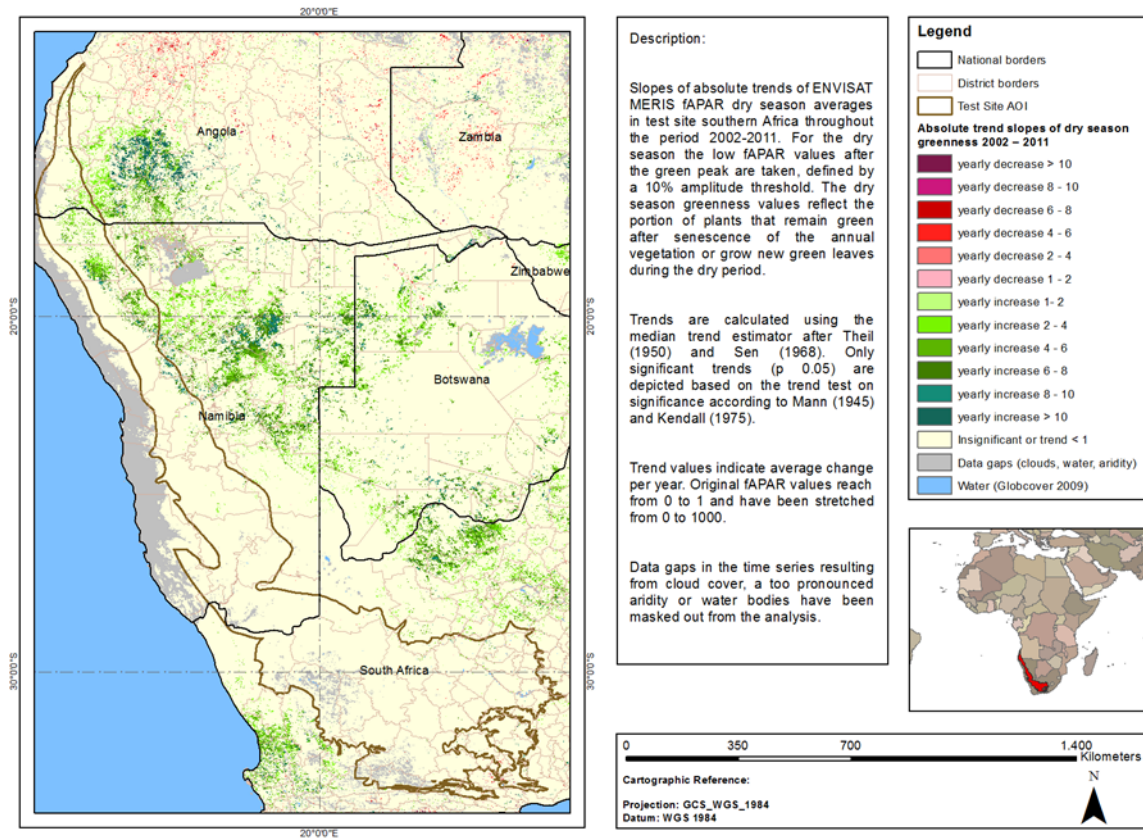 20°0'0"E
Angola
Zambia
Zimbabwe
20°0'0"S
20°0'0"S
Botswana
Namibia
30°0'0"S
30°0'0"S
South Africa
20°0'0"E
Description:
Slopes of absolute trends of ENVISAT
MERIS fAPAR dry season averages
in test site southern Africa throughout
the period 2002-2011. For the dry
season the low fAPAR values after
the green peak are taken, defined by
a 10% amplitude threshold. The dry
season greenness values reflect the
portion of plants that remain green
after senescence of the annual
vegetation or grow new green leaves
during the dry period.
Trends are calculated using the
median trend estimator after Theil
(1950) and Sen (1968). Only
significant trends (p 0.05) are
depicted based on the trend test on
significance according to Mann (1945)
and Kendall (1975).
Trend values indicate average change
per year. Original fAPAR values reach
from 0 to 1 and have been stretched
from 0 to 1000.
Data gaps in the time series resulting
from cloud cover, a too pronounced
aridity or water bodies have been
masked out from the analysis.
Legend
National borders
District borders
Test Site AOI
Absolute trend slopes of dry season
greenness 2002 – 2011
yearly decrease > 10
yearly decrease 8 - 10
yearly decrease 6 - 8
yearly decrease 4 - 6
yearly decrease 2 - 4
yearly decrease 1 - 2
yearly increase 1- 2
yearly increase 2 - 4
yearly increase 4 - 6
yearly increase 6 - 8
yearly increase 8 - 10
yearly increase > 10
Insignificant or trend < 1
Data gaps (clouds, water, aridity)
Water (Globcover 2009)
0 350 700 1.400
Kilometers
Cartographic Reference:
N
Projection: GCS_WGS_1984
Datum: WGS 1984